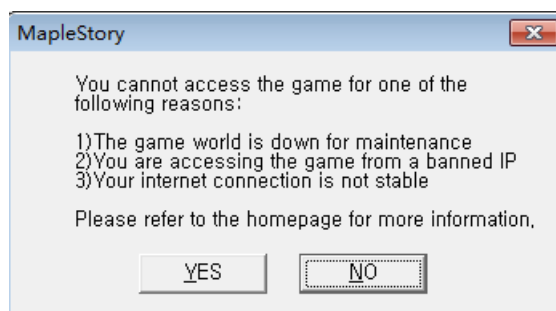 MapleStory
You cannot access the game for one of the
following reasons:
1)The game world is down for maintenance
2)You are accessing the game from a banned IP
3)Your internet connection is not stable
Please refer to the homepage for more information,
YES
NO